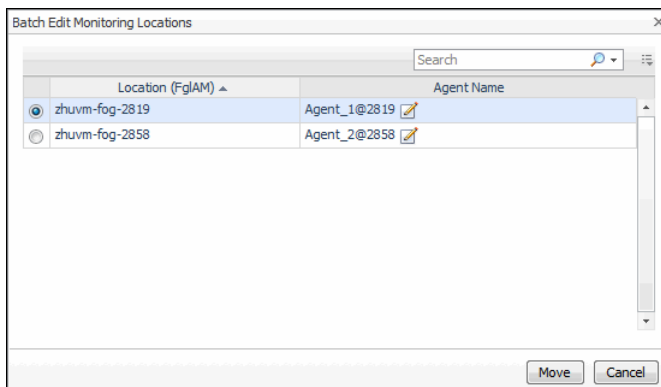 Batch Edit Monitoring Locations
Search
Location (FglAM) Agent Name
zhuvm-fog-2819 Agent_1@2819
zhuvm-fog-2858 Agent_2@2858
Move Cancel